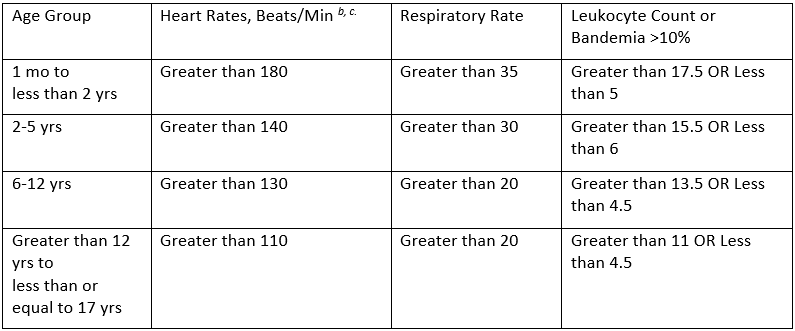 Age Group
Heart Rates, Beats/Min b, c.
Respiratory Rate
Leukocyte Count or
Bandemia >10%
1 mo to
less than 2 yrs
Greater than 180
Greater than 35
Greater than 17.5 OR Less
than 5
2-5 yrs
Greater than 140
Greater than 30
Greater than 15.5 OR Less
than 6
6-12 yrs
Greater than 130
Greater than 20
Greater than 13.5 OR Less
than 4.5
Greater than 12
yrs to
less than or
equal to 17 yrs
Greater than 110
Greater than 20
Greater than 11 OR Less
than 4.5